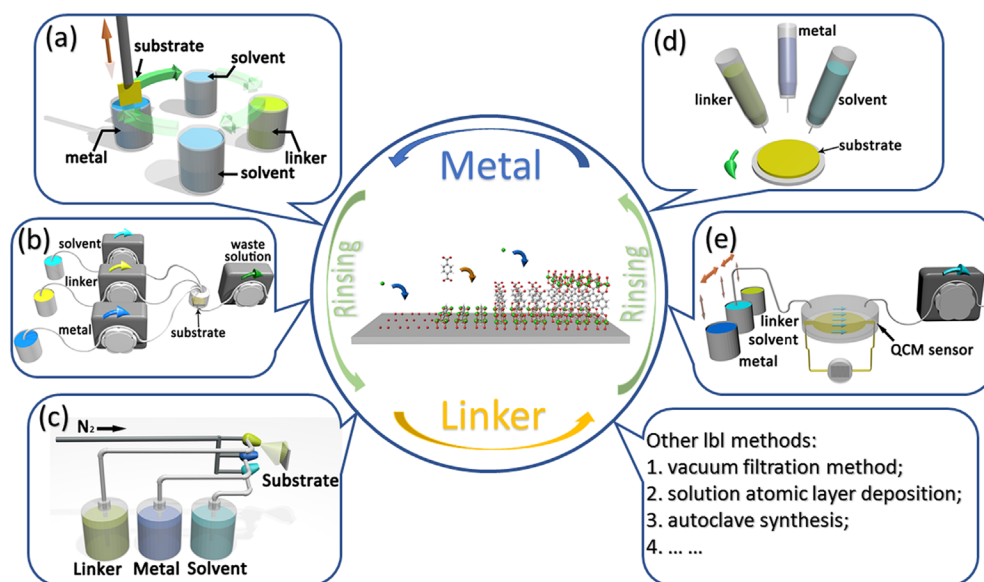 (a)
substrate
solvent
metal
linker
solvent
(b)
solvent
linker
metal
waste
solution
substrate
(c)
N₂
Substrate
Linker Metal Solvent
Metal
Rinsing
Rinsing
Linker
(d)
metal
linker
solvent
substrate
(e)
linker
solvent
metal
QCM sensor
Other lbl methods:
1. vacuum filtration method;
2. solution atomic layer deposition;
3. autoclave synthesis;
4. ... ...